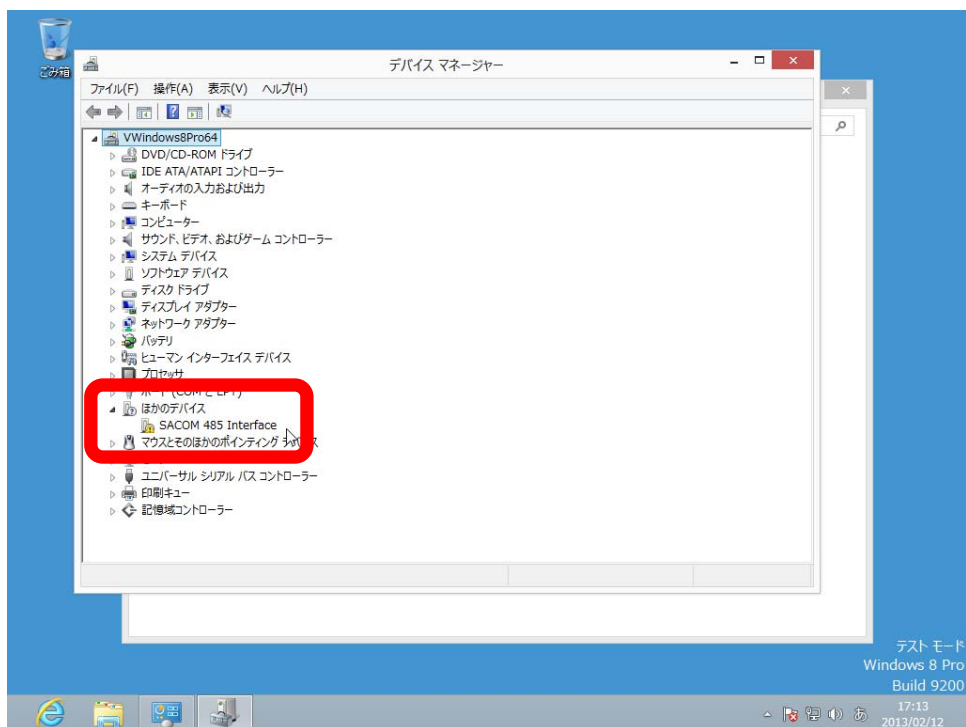 ごみ箱
デバイス マネージャー
ファイル(F) 操作(A) 表示(V) ヘルプ(H)
VWindows8Pro64
DVD/CD-ROM ドライブ
IDE ATA/ATAPI コントローラー
オーディオの入力および出力
キーボード
コンピューター
サウンド、ビデオ、およびゲーム コントローラー
システム デバイス
ソフトウェア デバイス
ディスク ドライブ
ディスプレイ アダプター
ネットワーク アダプター
バッテリ
ヒューマン インターフェイス デバイス
プロセッサ
ポート (COM と LPT)
ほかのデバイス
SACOM 485 Interface
マウスとそのほかのポインティング デバイス
ユニバーサル シリアル バス コントローラー
印刷キュー
記憶域コントローラー
テスト モード
Windows 8 Pro
Build 9200
あ
17:13
2013/02/12